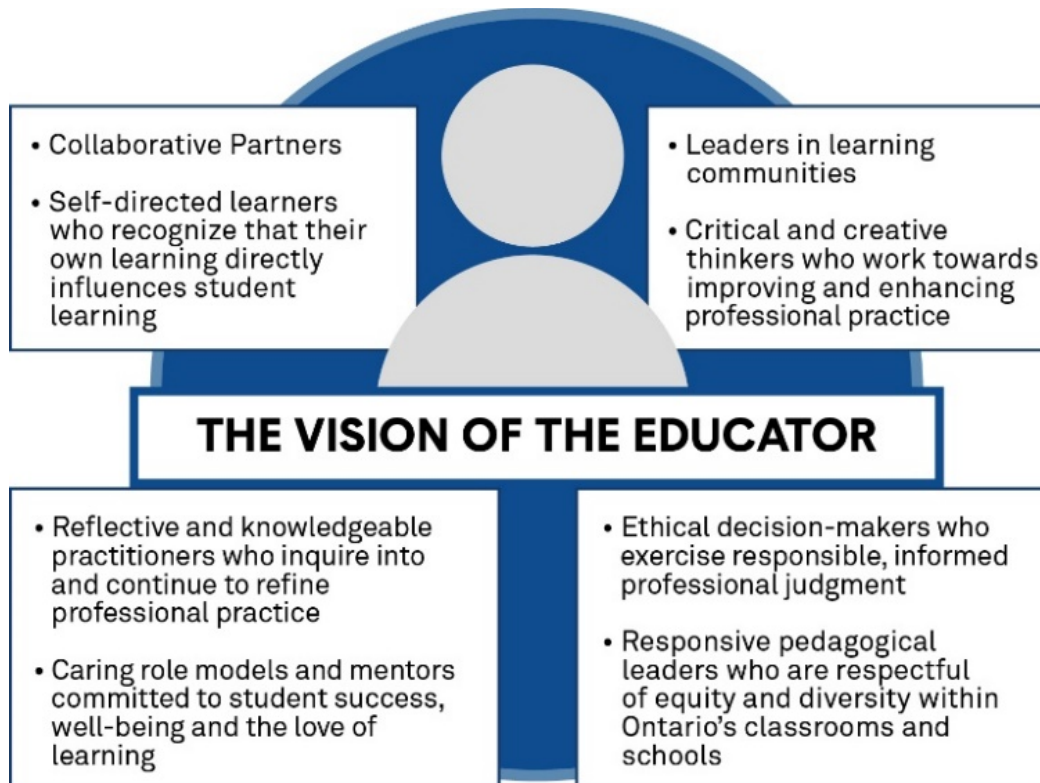 • Collaborative Partners
• Self-directed learners
who recognize that their
own learning directly
influences student
learning
• Leaders in learning
communities
• Critical and creative
thinkers who work towards
improving and enhancing
professional practice
THE VISION OF THE EDUCATOR
• Reflective and knowledgeable
practitioners who inquire into
and continue to refine
professional practice
• Caring role models and mentors
committed to student success,
well-being and the love of
learning
• Ethical decision-makers who
exercise responsible, informed
professional judgment
• Responsive pedagogical
leaders who are respectful
of equity and diversity within
Ontario's classrooms and
schools